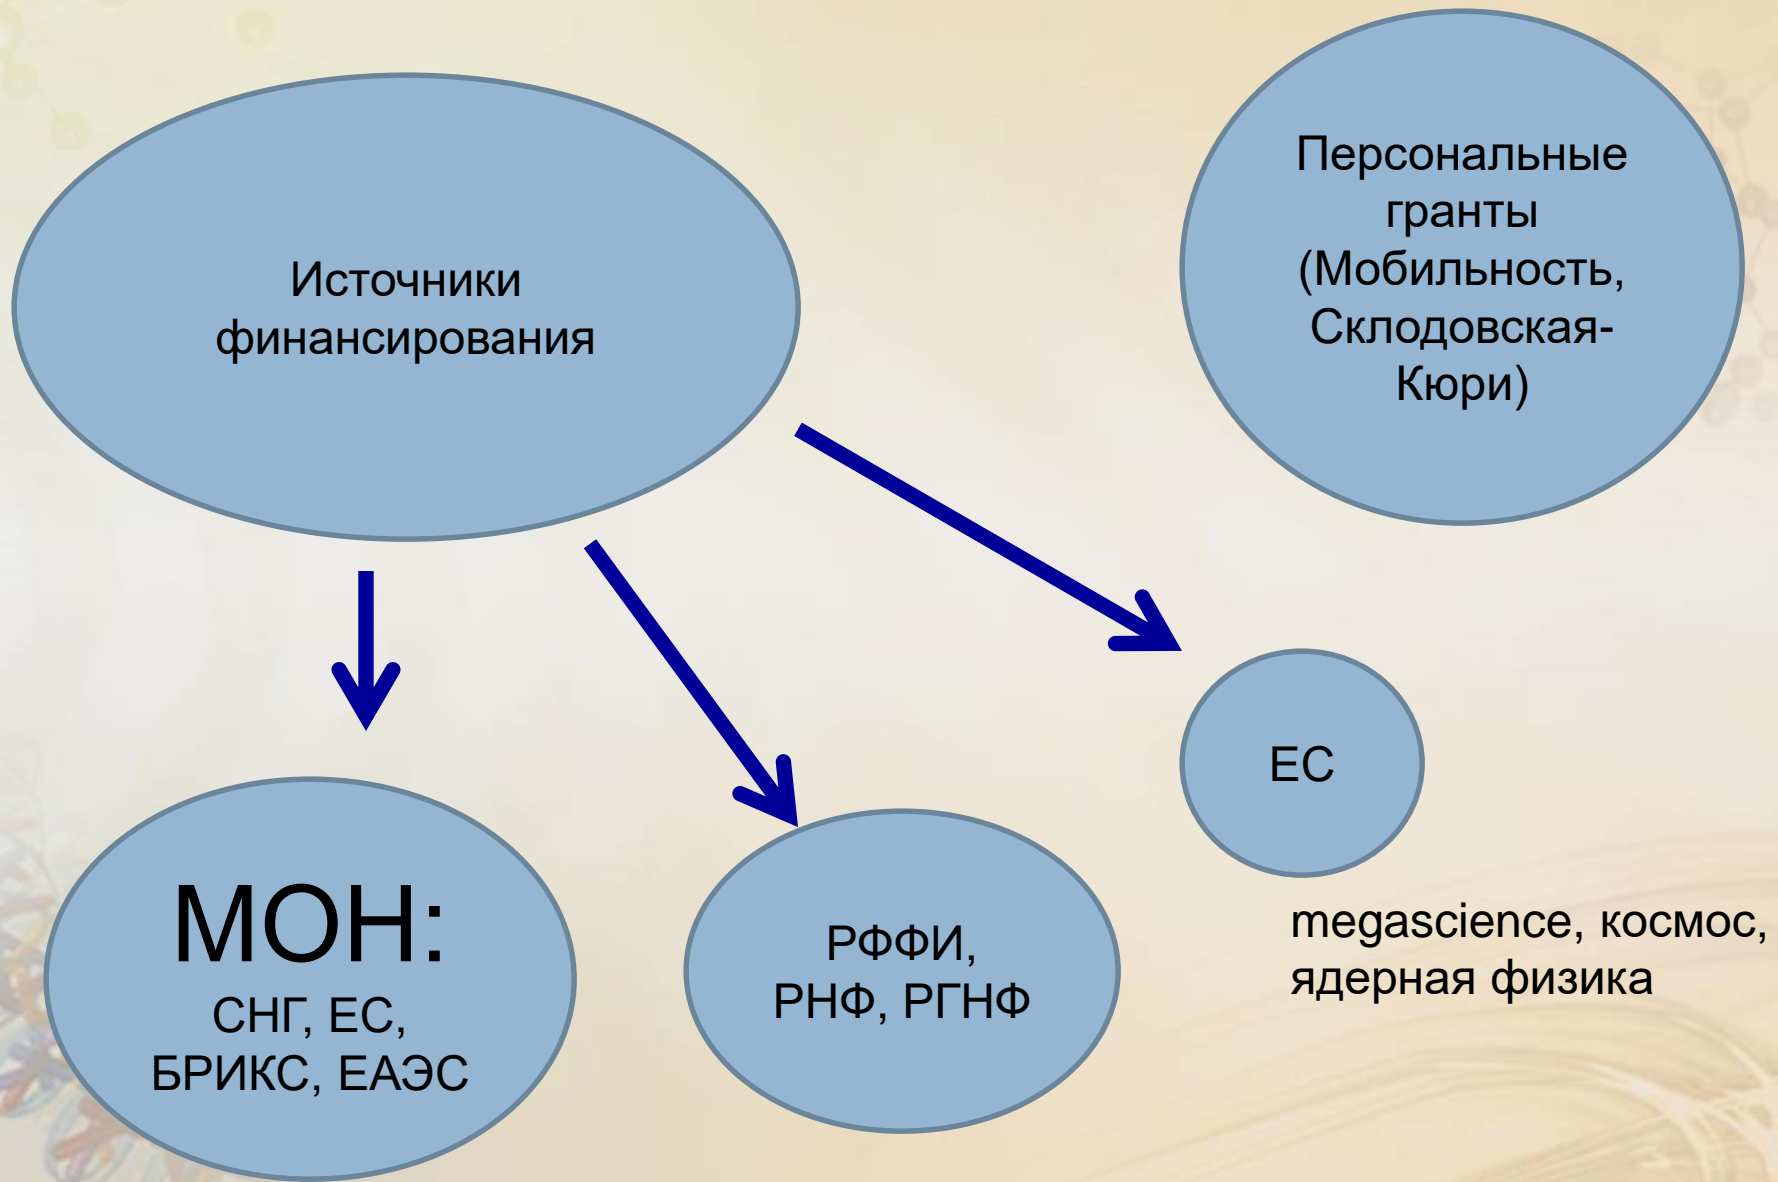 Источники
финансирования
Персональные
гранты
(Мобильность,
Склодовская-
Кюри)
ЕС
megascience, космос,
ядерная физика
МОН:
СНГ, ЕС,
БРИКС, ЕАЭС
РФФИ,
РНФ, РГНФ